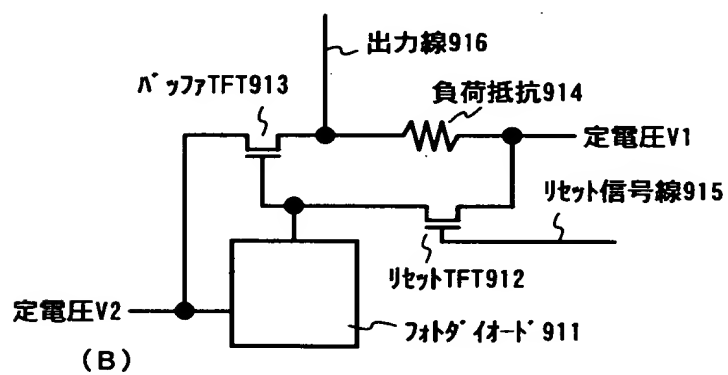 出力線916
バッファTFT913
負荷抵抗914
定電圧V1
リセット信号線915
リセットTFT912
定電圧V2
フォトダイオード911
(B)